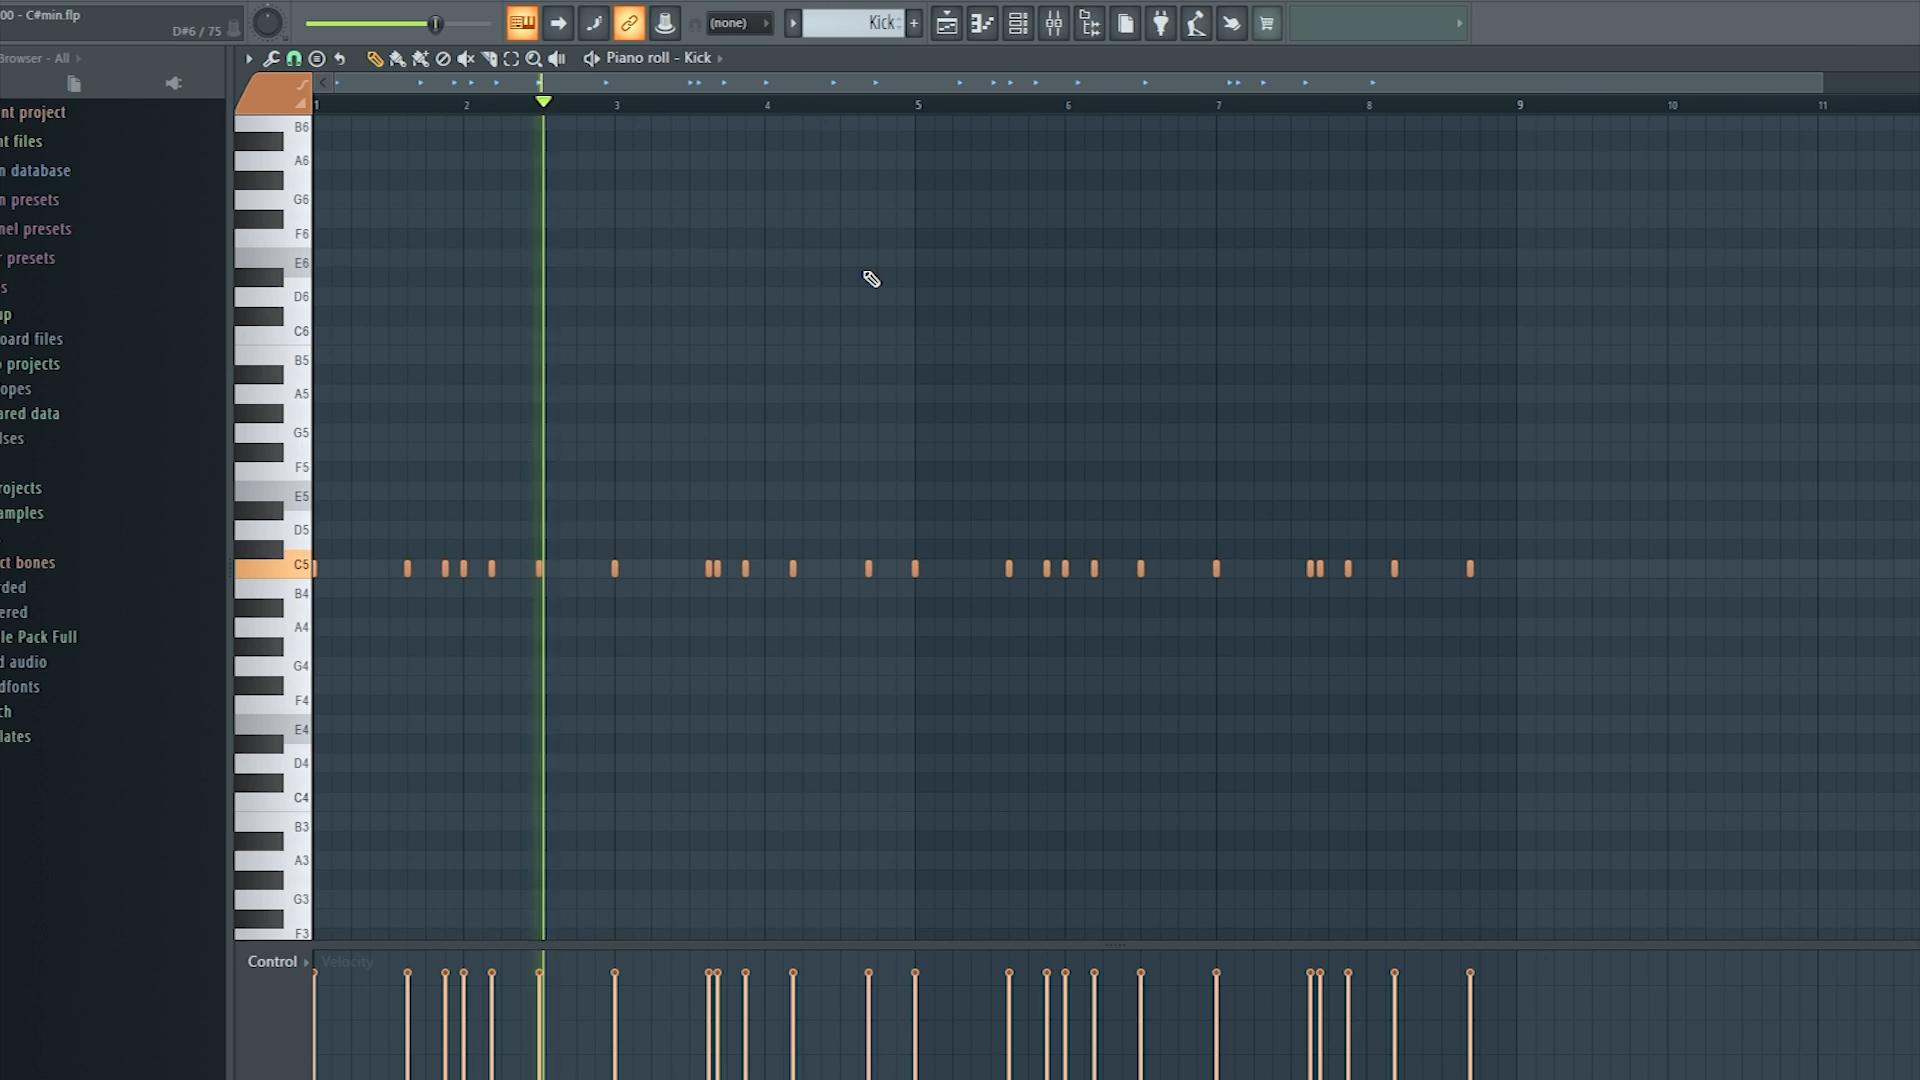 00 - C#min.flp
D#6 / 75
(none)
Kick
Browser - All
Piano roll - Kick
1 2 3 4 5 6 7 8 9 10 11
nt project
nt files
n database
n presets
nel presets
r presets
s
up
oard files
projects
opes
ared data
lses
rojects
amples
ct bones
rded
ered
le Pack Full
d audio
dfonts
ch
lates
B6
A6
G6
F6
E6
D6
C6
B5
A5
G5
F5
E5
D5
C5
B4
A4
G4
F4
E4
D4
C4
B3
A3
G3
F3
Control
Velocity